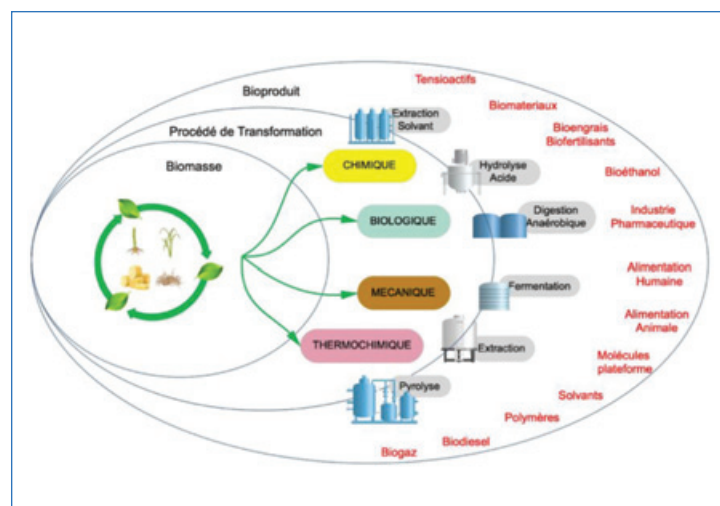 Bioproduit
Procédé de Transformation
Biomasse
CHIMIQUE
BIOLOGIQUE
MECANIQUE
THERMOCHIMIQUE
Extraction
Solvant
Hydrolyse
Acide
Digestion
Anaérobique
Fermentation
Extraction
Pyrolyse
Tensioactifs
Biomateriaux
Bioengrais
Biofertilisants
Bioéthanol
Industrie
Pharmaceutique
Alimentation
Humaine
Alimentation
Animale
Molécules
plateforme
Solvants
Polymères
Biodiesel
Biogaz